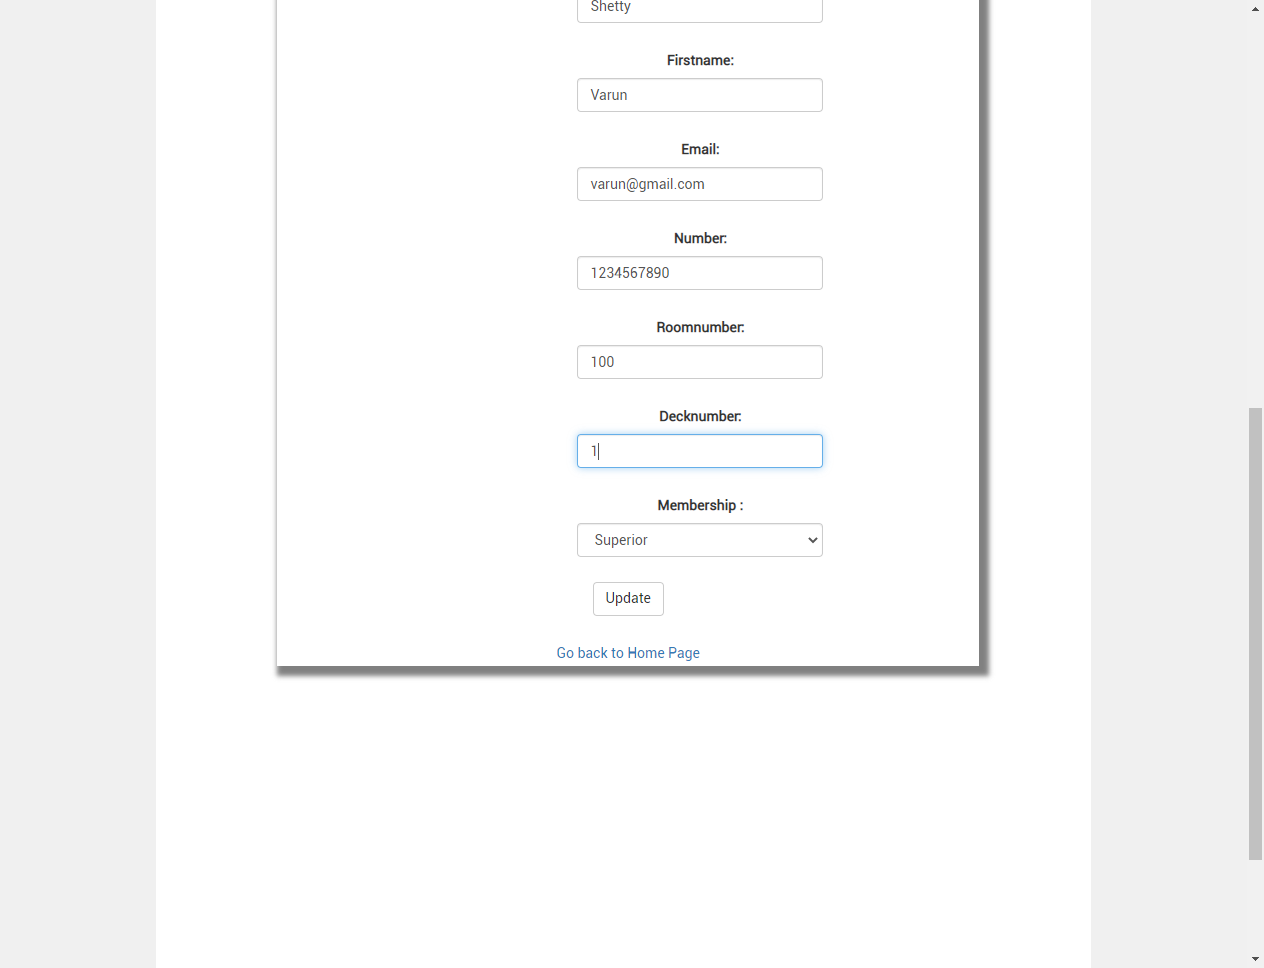 Shetty
Firstname:
Varun
Email:
varun@gmail.com
Number:
1234567890
Roomnumber:
100
Decknumber:
1
Membership :
Superior
Update
Go back to Home Page